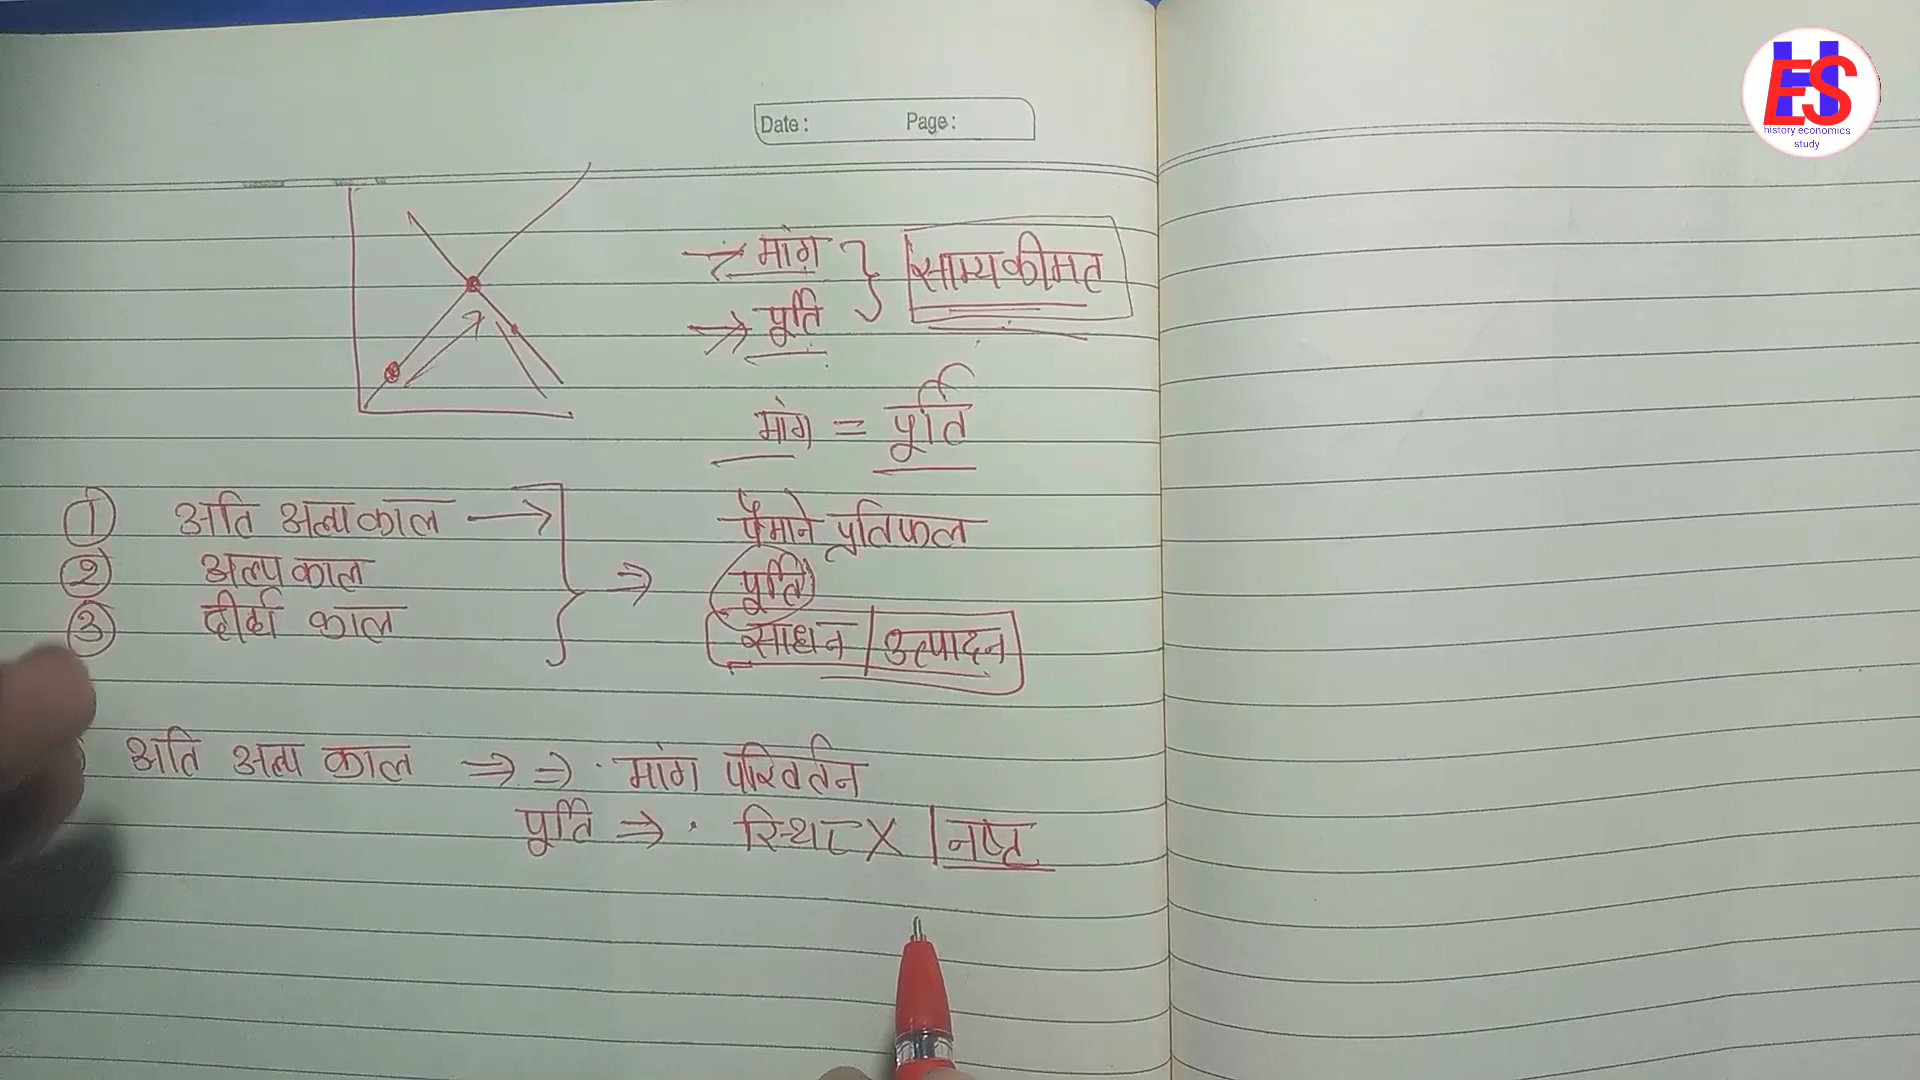 Date : Page :
HES
history economics
study
→ मांग } साम्यकीमत
→ पूर्ति
मांग = पूर्ति
① अति अल्पकाल → पैमाने प्रतिफल
② अल्पकाल ⇒ पूर्ति
③ दीर्घ काल साधन | उत्पादन
अति अल्प काल ⇒ ⇒ मांग परिवर्तन
पूर्ति ⇒ स्थिर X | नष्ट